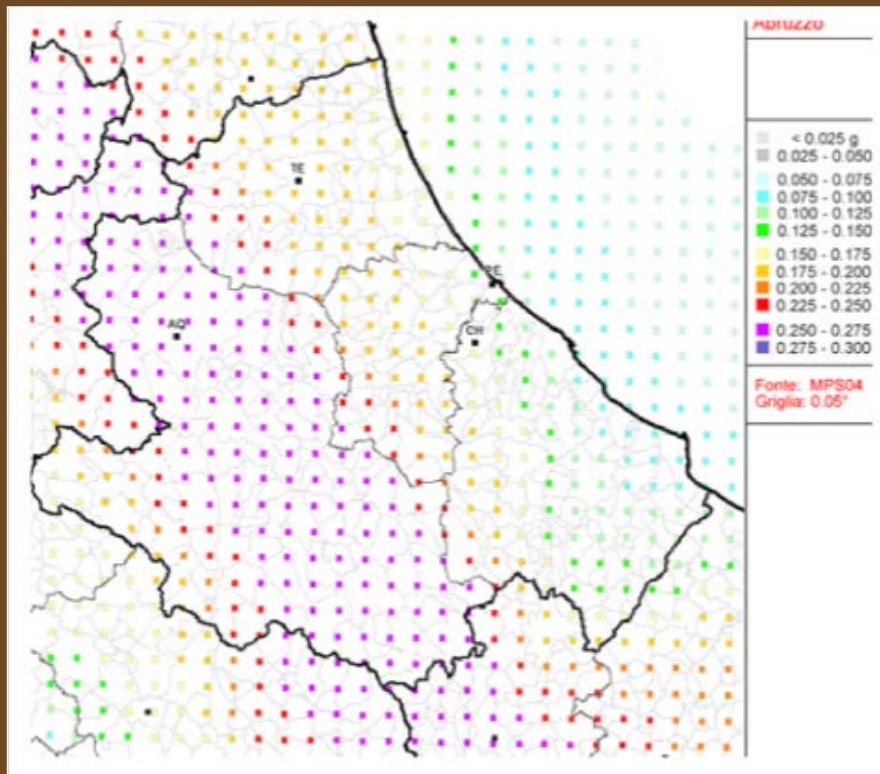 Abruzzo
< 0.025 g
0.025 - 0.050
0.050 - 0.075
0.075 - 0.100
0.100 - 0.125
0.125 - 0.150
0.150 - 0.175
0.175 - 0.200
0.200 - 0.225
0.225 - 0.250
0.250 - 0.275
0.275 - 0.300
Fonte: MPS04
Griglia: 0.05°
TE
PE
AQ
CH